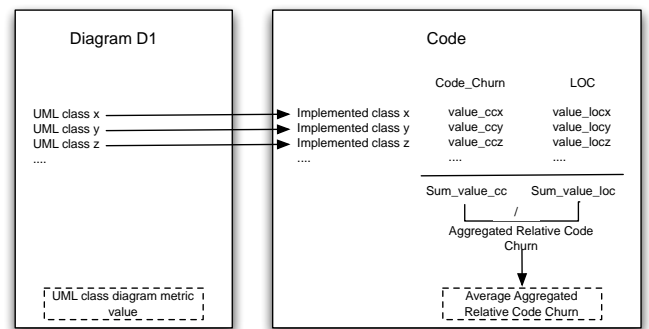 Diagram D1
UML class x
UML class y
UML class z
....
UML class diagram metric
value
Code
Code_Churn LOC
Implemented class x value_ccx value_locx
Implemented class y value_ccy value_locy
Implemented class z value_ccz value_locz
.... .... ....
Sum_value_cc Sum_value_loc
/
Aggregated Relative Code
Churn
Average Aggregated
Relative Code Churn